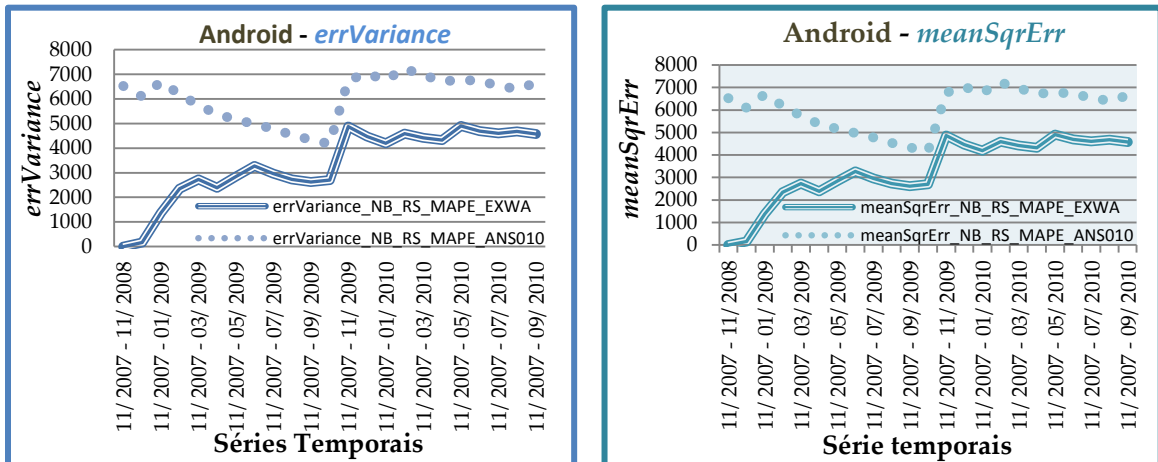 Android - errVariance
errVariance
8000
7000
6000
5000
4000
3000
2000
1000
0
errVariance_NB_RS_MAPE_EXWA
errVariance_NB_RS_MAPE_ANS010
11/ 2007 - 11/ 2008
11/ 2007 - 01/ 2009
11/ 2007 - 03/ 2009
11/ 2007 - 05/ 2009
11/ 2007 - 07/ 2009
11/ 2007 - 09/ 2009
11/ 2007 - 11/ 2009
11/ 2007 - 01/ 2010
11/ 2007 - 03/ 2010
11/ 2007 - 05/ 2010
11/ 2007 - 07/ 2010
11/ 2007 - 09/ 2010
Séries Temporais
Android - meanSqrErr
meanSqrErr
8000
7000
6000
5000
4000
3000
2000
1000
0
meanSqrErr_NB_RS_MAPE_EXWA
meanSqrErr_NB_RS_MAPE_ANS010
11/ 2007 - 11/ 2008
11/ 2007 - 01/ 2009
11/ 2007 - 03/ 2009
11/ 2007 - 05/ 2009
11/ 2007 - 07/ 2009
11/ 2007 - 09/ 2009
11/ 2007 - 11/ 2009
11/ 2007 - 01/ 2010
11/ 2007 - 03/ 2010
11/ 2007 - 05/ 2010
11/ 2007 - 07/ 2010
11/ 2007 - 09/ 2010
Série temporais